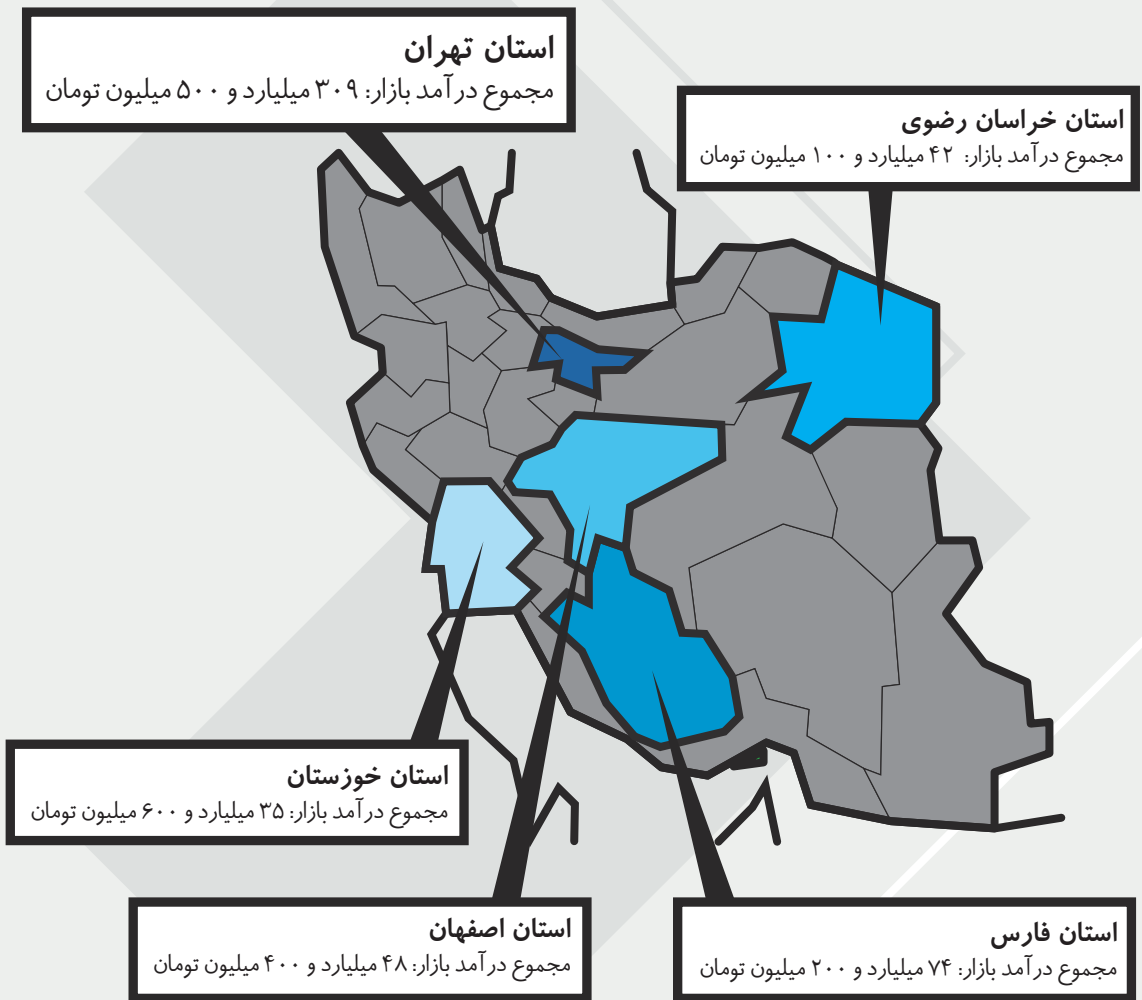 استان تهران
مجموع درآمد بازار: ۳۰۹ میلیارد و ۵۰۰ میلیون تومان
استان خراسان رضوی
مجموع درآمد بازار: ۴۲ میلیارد و ۱۰۰ میلیون تومان
استان خوزستان
مجموع درآمد بازار: ۳۵ میلیارد و ۶۰۰ میلیون تومان
استان اصفهان
مجموع درآمد بازار: ۴۸ میلیارد و ۴۰۰ میلیون تومان
استان فارس
مجموع درآمد بازار: ۷۴ میلیارد و ۲۰۰ میلیون تومان